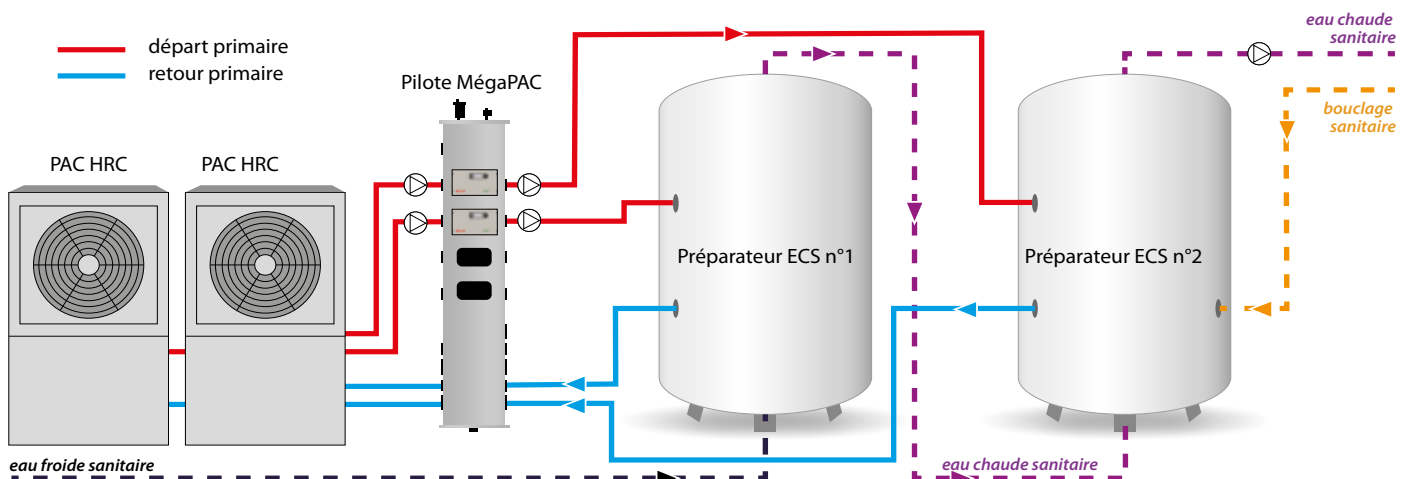 départ primaire
retour primaire
Pilote MégaPAC
PAC HRC
PAC HRC
eau chaude
sanitaire
bouclage
sanitaire
Préparateur ECS n°1
Préparateur ECS n°2
eau froide sanitaire
eau chaude sanitaire